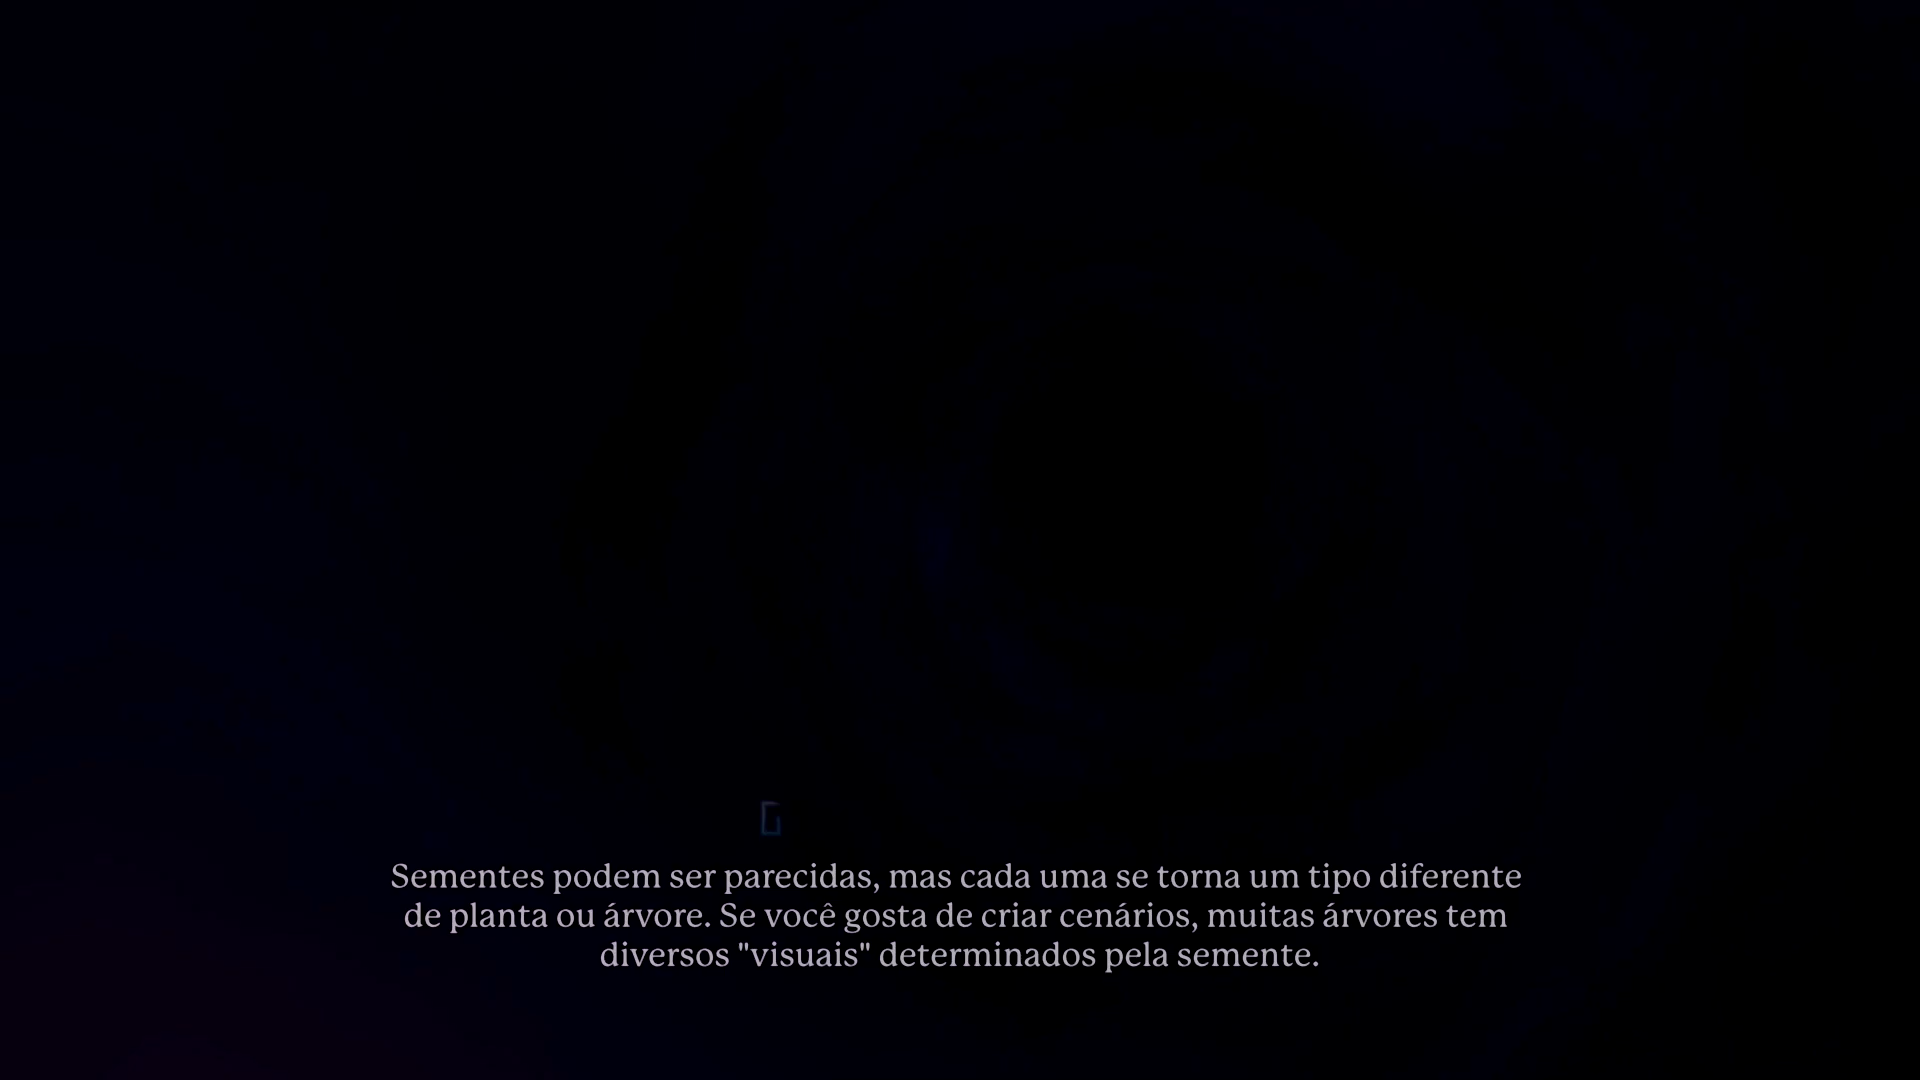 Sementes podem ser parecidas, mas cada uma se torna um tipo diferente
de planta ou árvore. Se você gosta de criar cenários, muitas árvores tem
diversos "visuais" determinados pela semente.